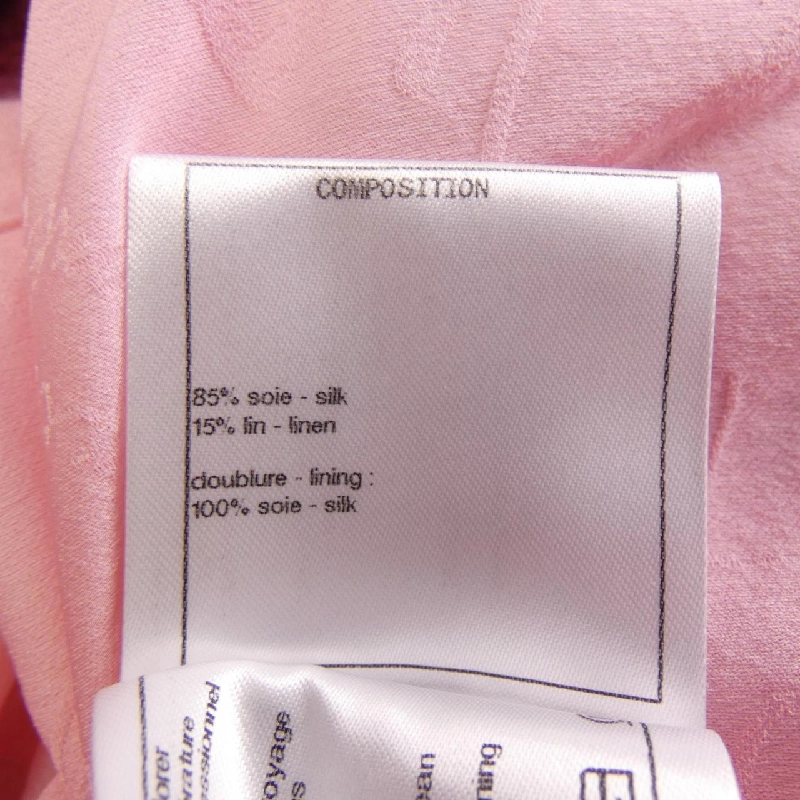 COMPOSITION
85% soie - silk
15% lin - linen
doublure - lining :
100% soie - silk